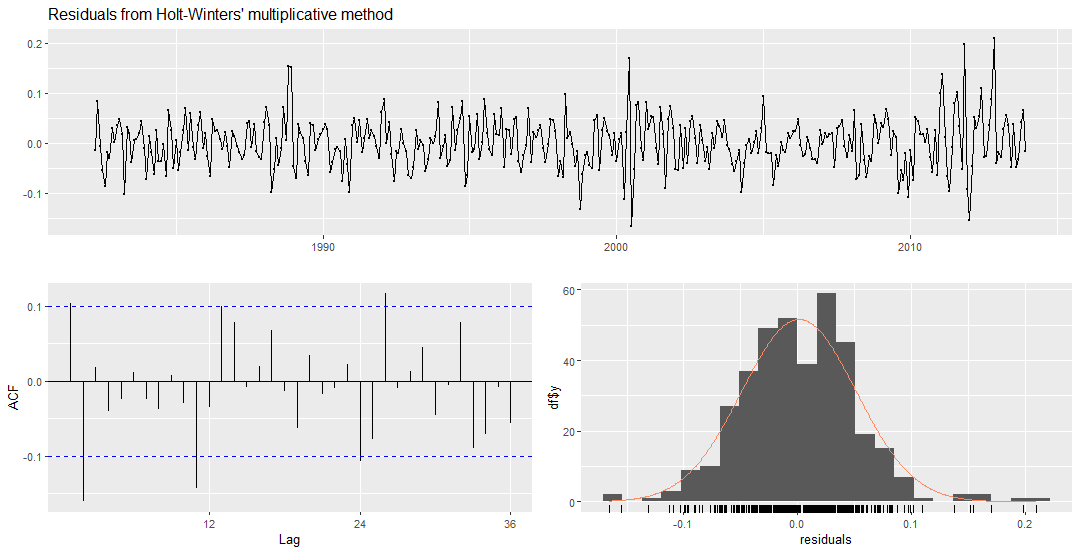 Residuals from Holt-Winters' multiplicative method
0.2
0.1
0.0
-0.1
1990 2000 2010
0.1
0.0
-0.1
ACF
12 24 36
Lag
60
40
20
0
df$y
-0.1 0.0 0.1 0.2
residuals